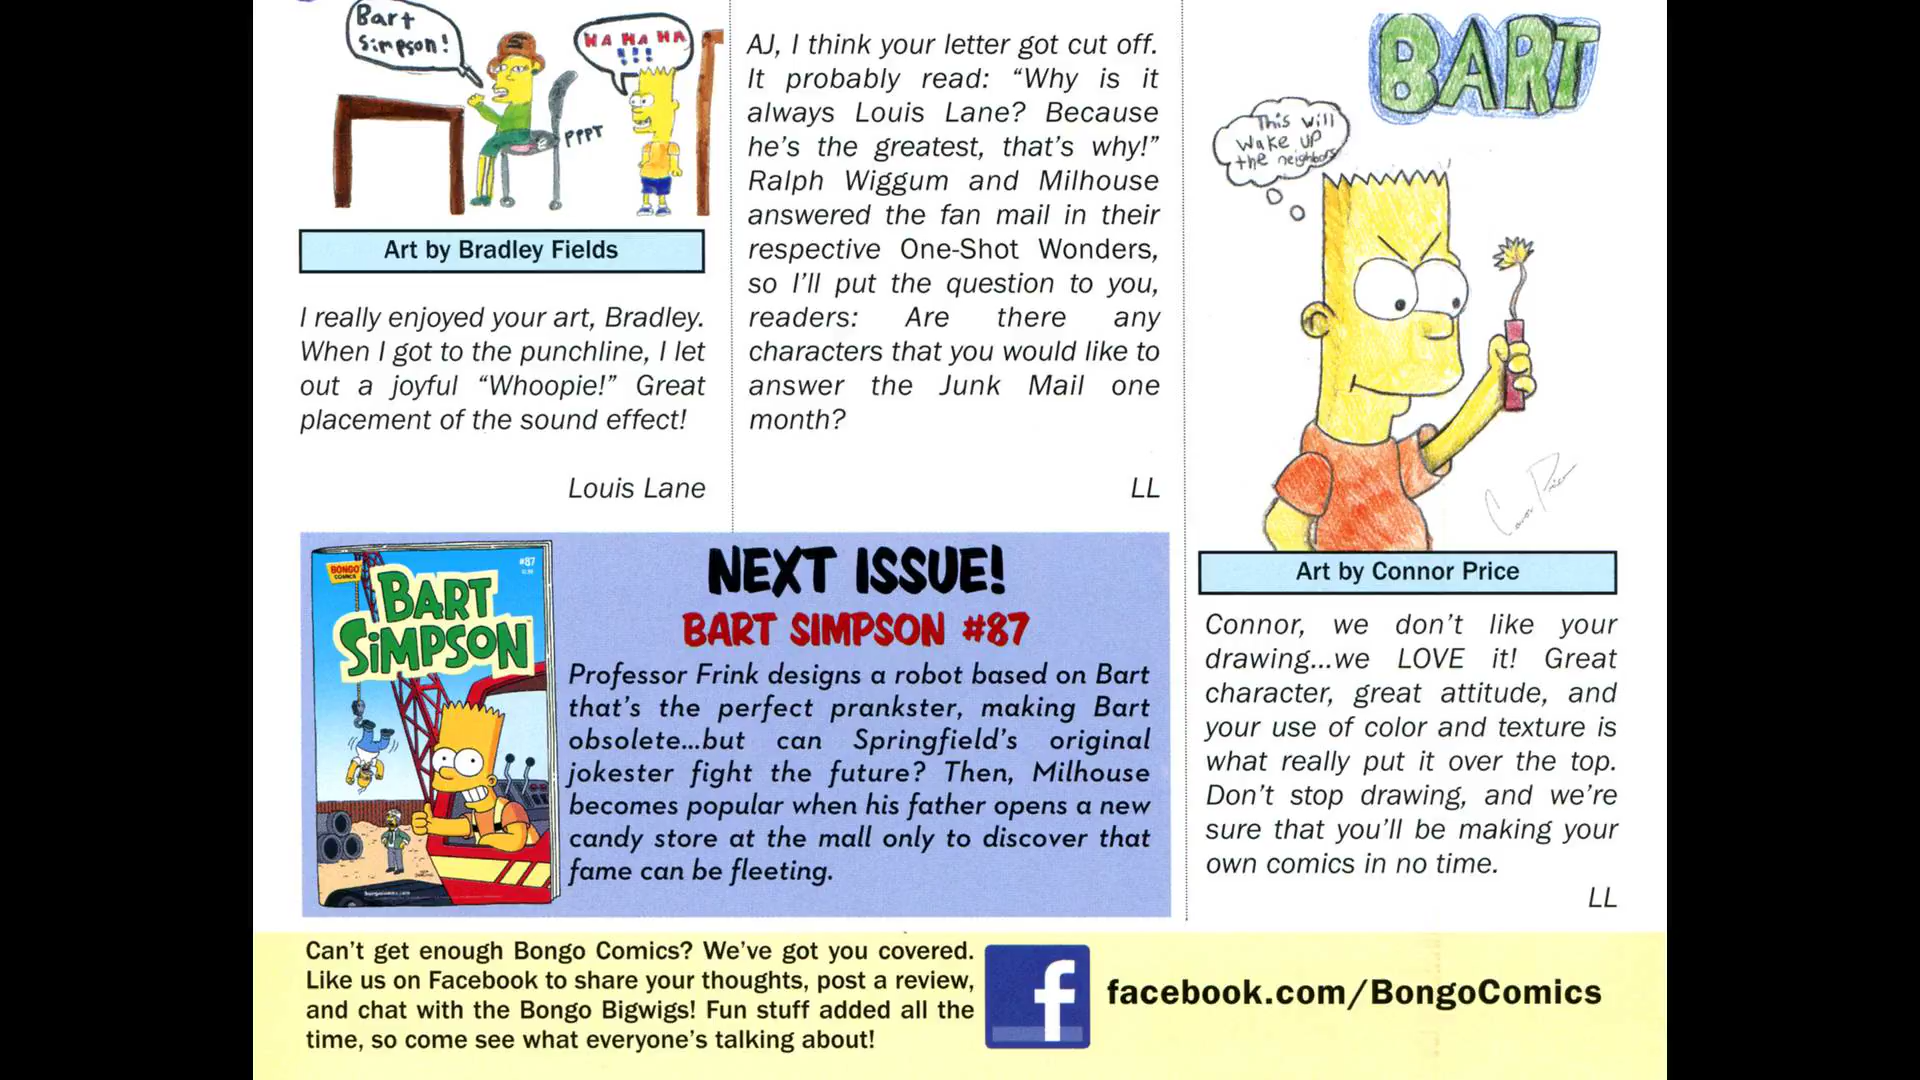 Bart
Simpson!
HA HA HA
!!!
PPPT
Art by Bradley Fields
I really enjoyed your art, Bradley.
When I got to the punchline, I let
out a joyful “Whoopie!” Great
placement of the sound effect!
Louis Lane
AJ, I think your letter got cut off.
It probably read: “Why is it
always Louis Lane? Because
he’s the greatest, that’s why!”
Ralph Wiggum and Milhouse
answered the fan mail in their
respective One-Shot Wonders,
so I’ll put the question to you,
readers: Are there any
characters that you would like to
answer the Junk Mail one
month?
LL
BART
This will
wake up
the neighbors
Connor Price
Art by Connor Price
Connor, we don’t like your
drawing...we LOVE it! Great
character, great attitude, and
your use of color and texture is
what really put it over the top.
Don’t stop drawing, and we’re
sure that you’ll be making your
own comics in no time.
LL
BONGO
COMICS
#87
BART
SIMPSON
NEXT ISSUE!
BART SIMPSON #87
Professor Frink designs a robot based on Bart
that’s the perfect prankster, making Bart
obsolete...but can Springfield’s original
jokester fight the future? Then, Milhouse
becomes popular when his father opens a new
candy store at the mall only to discover that
fame can be fleeting.
Can’t get enough Bongo Comics? We’ve got you covered.
Like us on Facebook to share your thoughts, post a review,
and chat with the Bongo Bigwigs! Fun stuff added all the
time, so come see what everyone’s talking about!
f
facebook.com/BongoComics